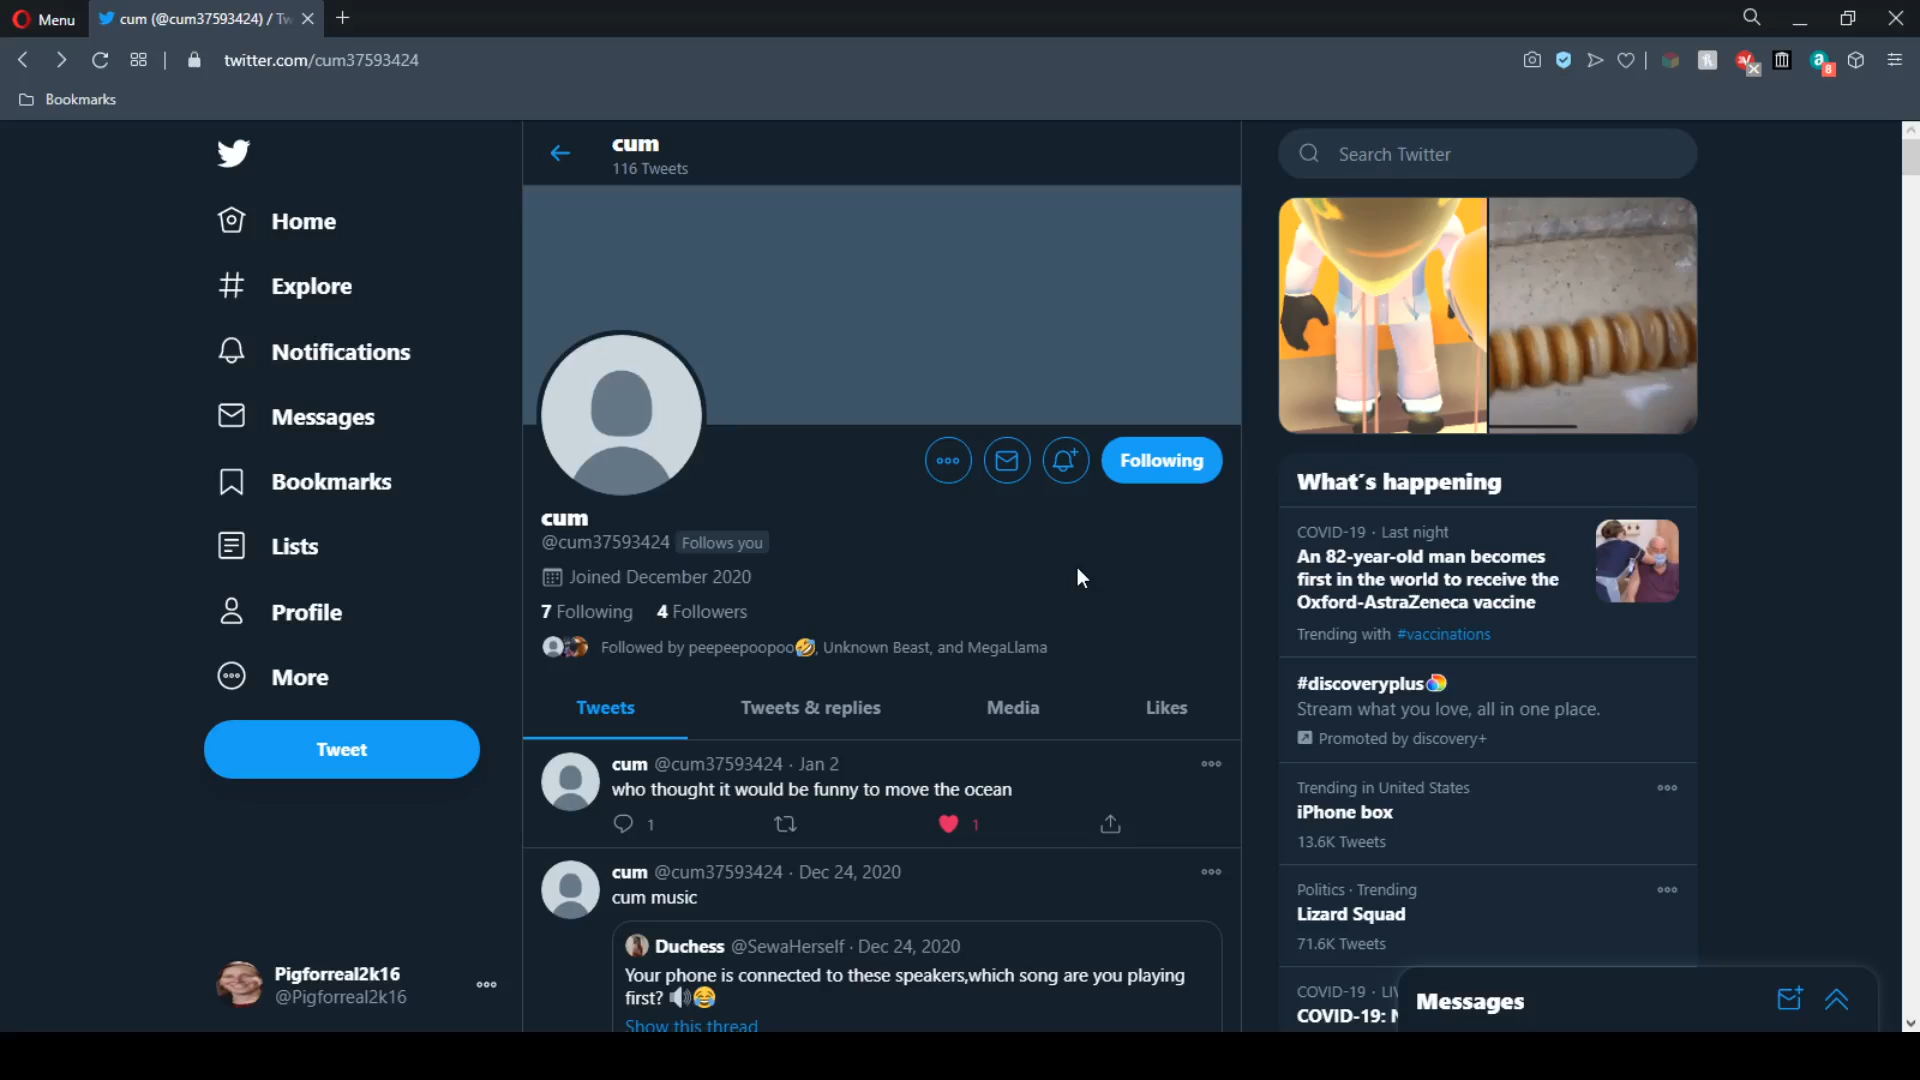 Menu
cum (@cum37593424) / Tw
twitter.com/cum37593424
8
Bookmarks
Home
Explore
Notifications
Messages
Bookmarks
Lists
Profile
More
Tweet
Pigforreal2k16
@Pigforreal2k16
cum
116 Tweets
Following
cum
@cum37593424 Follows you
Joined December 2020
7 Following 4 Followers
Followed by peepeepoopoo🤣, Unknown Beast, and MegaLlama
Tweets Tweets & replies Media Likes
cum @cum37593424 · Jan 2
who thought it would be funny to move the ocean
1 1
cum @cum37593424 · Dec 24, 2020
cum music
Duchess @SewaHerself · Dec 24, 2020
Your phone is connected to these speakers,which song are you playing
first? 🔊😂
Show this thread
Search Twitter
What's happening
COVID-19 · Last night
An 82-year-old man becomes
first in the world to receive the
Oxford-AstraZeneca vaccine
Trending with #vaccinations
#discoveryplus
Stream what you love, all in one place.
Promoted by discovery+
Trending in United States
iPhone box
13.6K Tweets
Politics · Trending
Lizard Squad
71.6K Tweets
COVID-19 · LIV
COVID-19: N
Messages